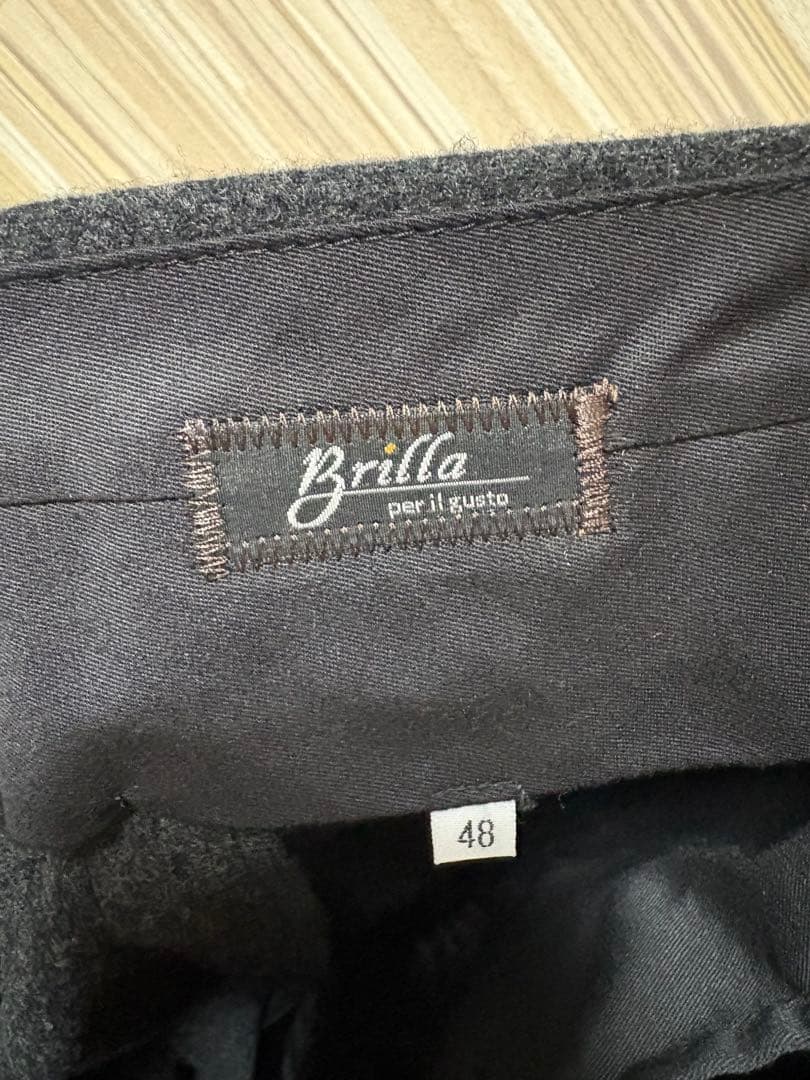 Brilla
per il gusto
48